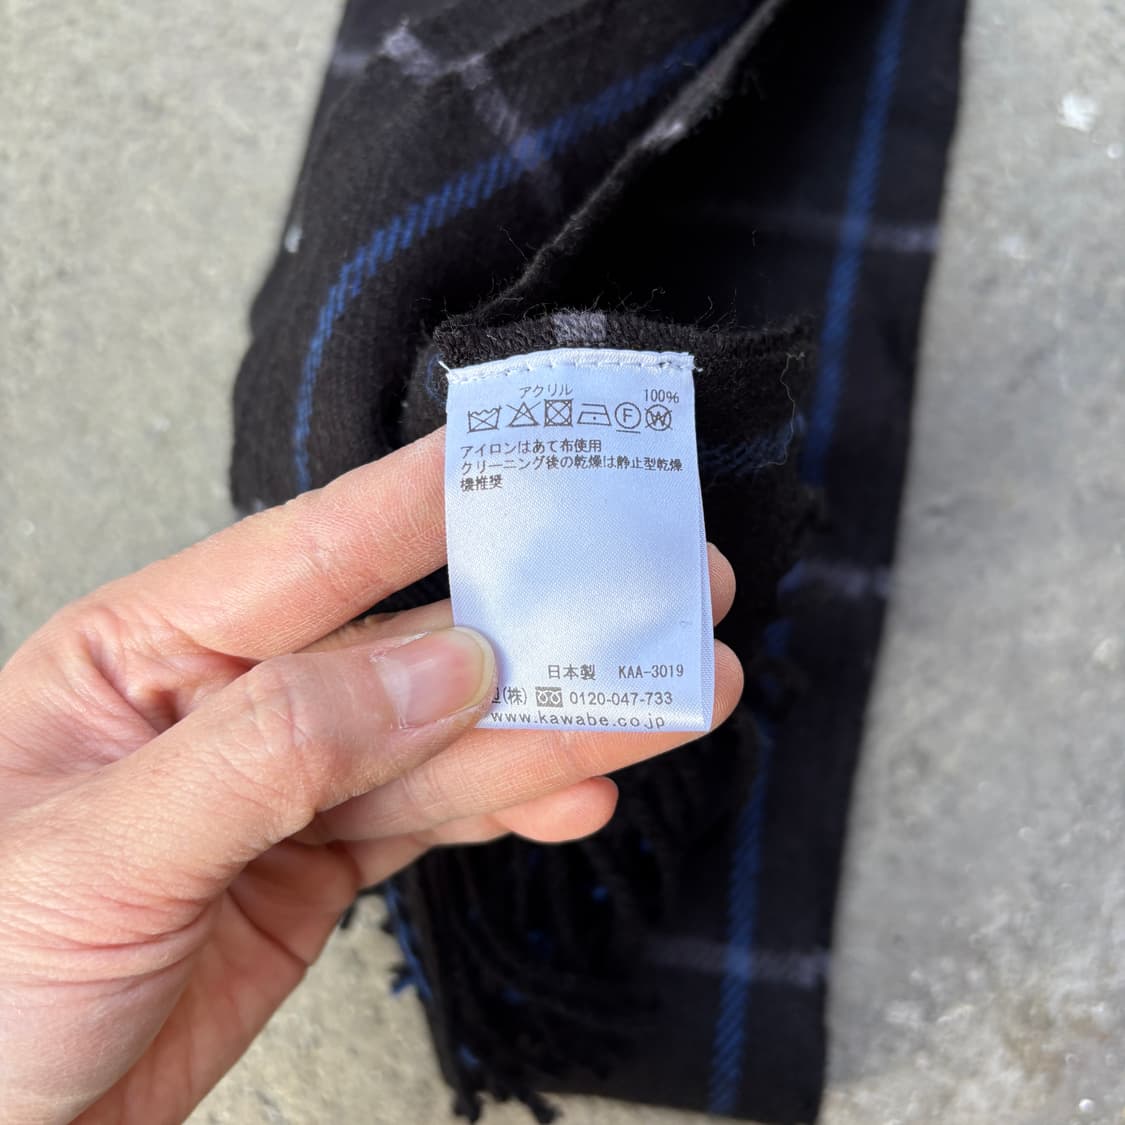 アクリル 100%
F W
アイロンはあて布使用
クリーニング後の乾燥は静止型乾燥
機推奨
日本製 KAA-3019
(株) 0120-047-733
www.kawabe.co.jp